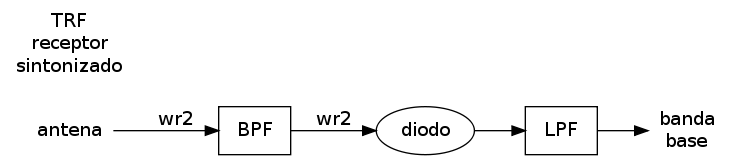 TRF
receptor
sintonizado
antena
wr2
BPF
wr2
diodo
LPF
banda
base